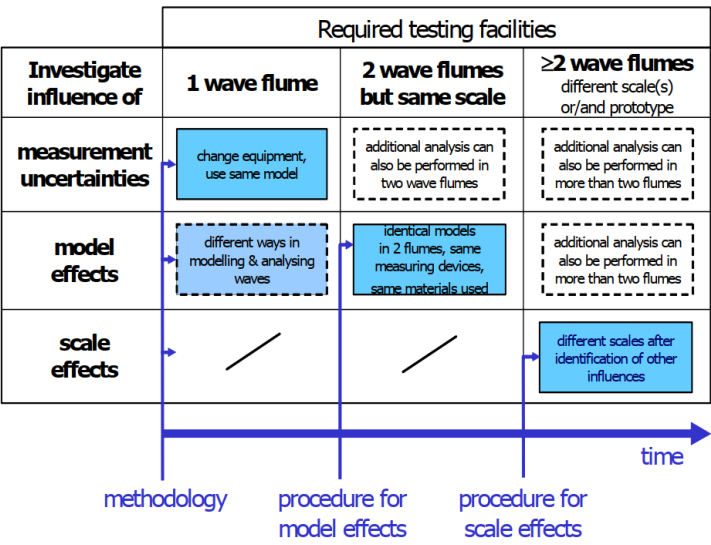 Required testing facilities
Investigate
influence of
1 wave flume
2 wave flumes
but same scale
≥2 wave flumes
different scale(s)
or/and prototype
measurement
uncertainties
change equipment,
use same model
additional analysis can
also be performed in
two wave flumes
additional analysis can
also be performed in
more than two flumes
model
effects
different ways in
modelling & analysing
waves
identical models
in 2 flumes, same
measuring devices,
same materials used
additional analysis can
also be performed in
more than two flumes
scale
effects
different scales after
identification of other
influences
time
methodology
procedure for
model effects
procedure for
scale effects